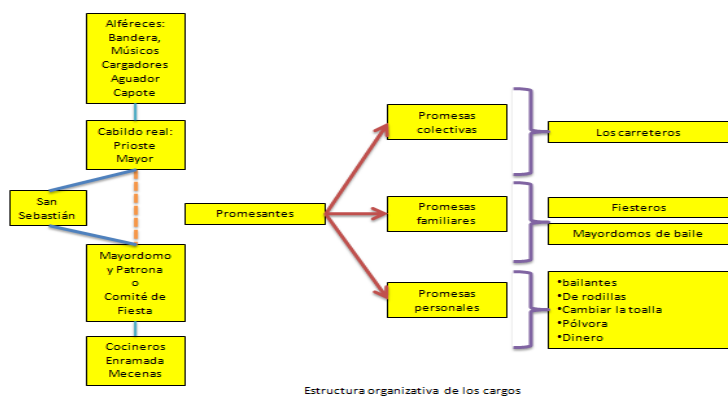 Alféreces:
Bandera,
Músicos
Cargadores
Aguador
Capote
Cabildo real:
Prioste
Mayor
San
Sebastián
Mayordomo
y Patrona
o
Comité de
Fiesta
Cocineros
Enramada
Mecenas
Promesantes
Promesas
colectivas
Promesas
familiares
Promesas
personales
Los carreteros
Fiesteros
Mayordomos de baile
•bailantes
•De rodillas
•Cambiar la toalla
•Pólvora
•Dinero
Estructura organizativa de los cargos